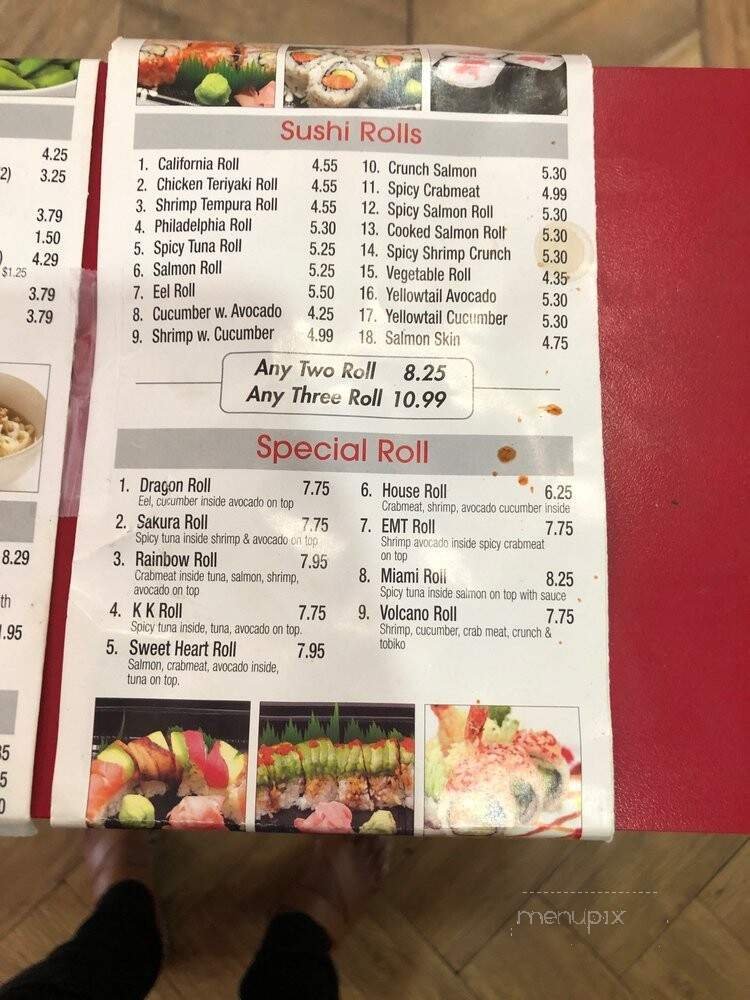 4.25
2) 3.25
3.79
1.50
) 4.29
$1.25
3.79
3.79
8.29
th
.95
35
5
0
Sushi Rolls
1. California Roll 4.55
2. Chicken Teriyaki Roll 4.55
3. Shrimp Tempura Roll 4.55
4. Philadelphia Roll 5.30
5. Spicy Tuna Roll 5.25
6. Salmon Roll 5.25
7. Eel Roll 5.50
8. Cucumber w. Avocado 4.25
9. Shrimp w. Cucumber 4.99
10. Crunch Salmon 5.30
11. Spicy Crabmeat 4.99
12. Spicy Salmon Roll 5.30
13. Cooked Salmon Roll 5.30
14. Spicy Shrimp Crunch 5.30
15. Vegetable Roll 4.35
16. Yellowtail Avocado 5.30
17. Yellowtail Cucumber 5.30
18. Salmon Skin 4.75
Any Two Roll 8.25
Any Three Roll 10.99
Special Roll
1. Dragon Roll 7.75
Eel, cucumber inside avocado on top
2. Sakura Roll 7.75
Spicy tuna inside shrimp & avocado on top
3. Rainbow Roll 7.95
Crabmeat inside tuna, salmon, shrimp,
avocado on top
4. K K Roll 7.75
Spicy tuna inside, tuna, avocado on top.
5. Sweet Heart Roll 7.95
Salmon, crabmeat, avocado inside,
tuna on top.
6. House Roll 6.25
Crabmeat, shrimp, avocado cucumber inside
7. EMT Roll 7.75
Shrimp avocado inside spicy crabmeat
on top
8. Miami Roll 8.25
Spicy tuna inside salmon on top with sauce
9. Volcano Roll 7.75
Shrimp, cucumber, crab meat, crunch &
tobiko
menupix